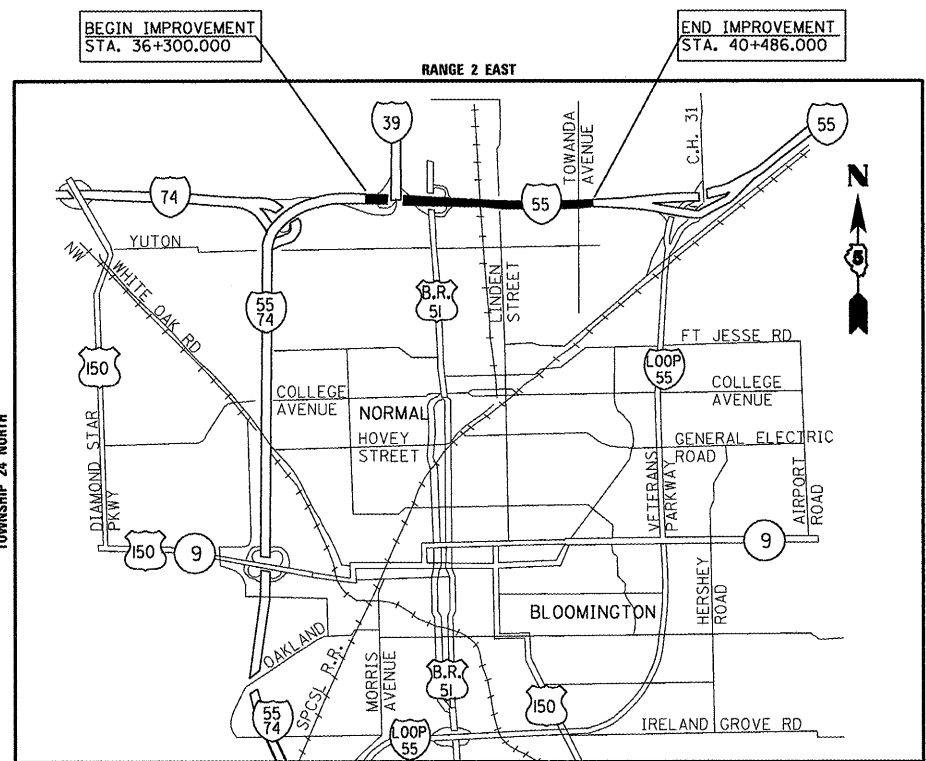 BEGIN IMPROVEMENT
STA. 36+300.000
END IMPROVEMENT
STA. 40+486.000
RANGE 2 EAST
TOWNSHIP 24 NORTH
39
55
74
55
TOWANDA
AVENUE
C.H. 31
N
5
YUTON
NW
WHITE OAK RD
B.R.
51
LINDEN
STREET
55
74
150
FT JESSE RD
LOOP
55
COLLEGE
AVENUE
NORMAL
COLLEGE
AVENUE
HOVEY
STREET
GENERAL ELECTRIC
ROAD
DIAMOND STAR
PKWY
VETERANS
PARKWAY
AIRPORT
ROAD
150
9
9
HERSHEY
ROAD
BLOOMINGTON
OAKLAND
SPCSL R.R.
MORRIS
AVENUE
B.R.
51
150
55
74
LOOP
55
IRELAND GROVE RD